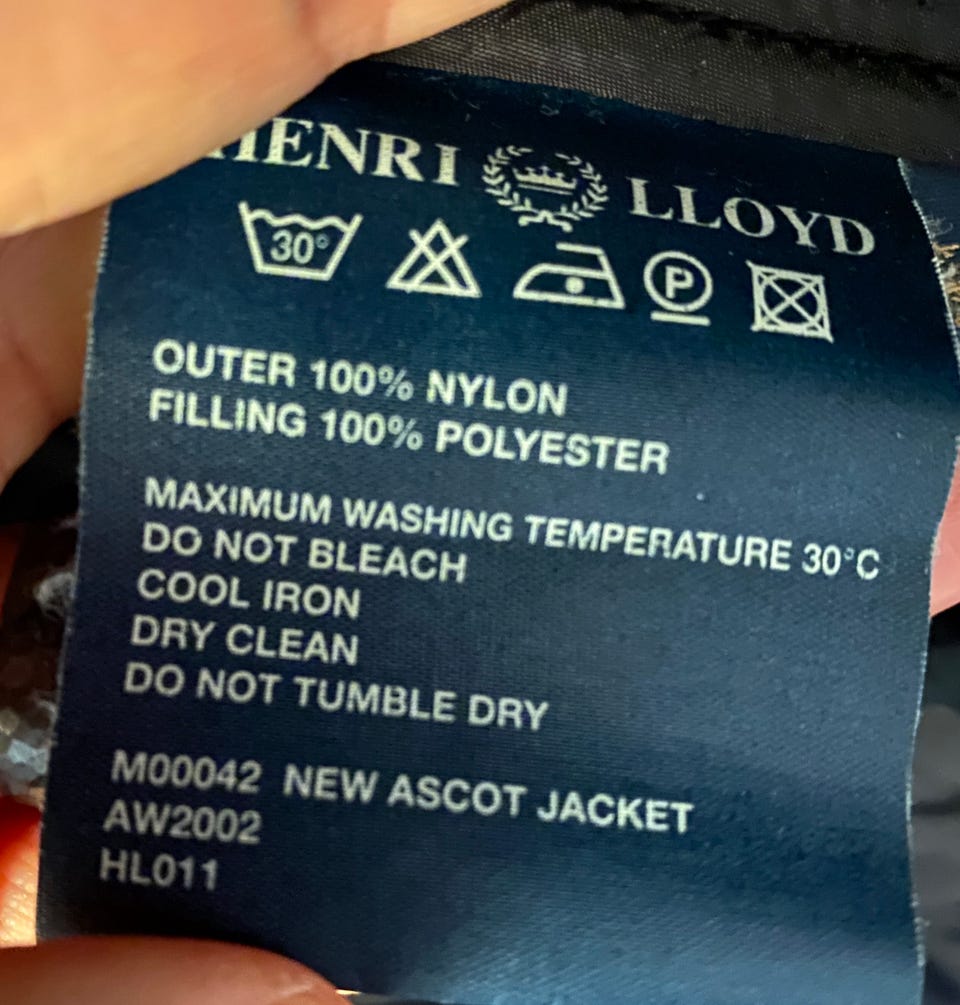 HENRI LLOYD
30°
P
OUTER 100% NYLON
FILLING 100% POLYESTER
MAXIMUM WASHING TEMPERATURE 30°C
DO NOT BLEACH
COOL IRON
DRY CLEAN
DO NOT TUMBLE DRY
M00042 NEW ASCOT JACKET
AW2002
HL011